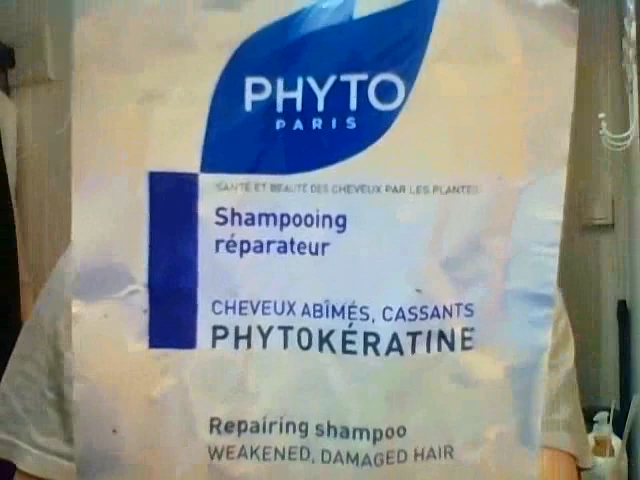 PHYTO
PARIS
SANTÉ ET BEAUTÉ DES CHEVEUX PAR LES PLANTES
Shampooing
réparateur
CHEVEUX ABÎMÉS, CASSANTS
PHYTOKÉRATINE
Repairing shampoo
WEAKENED, DAMAGED HAIR